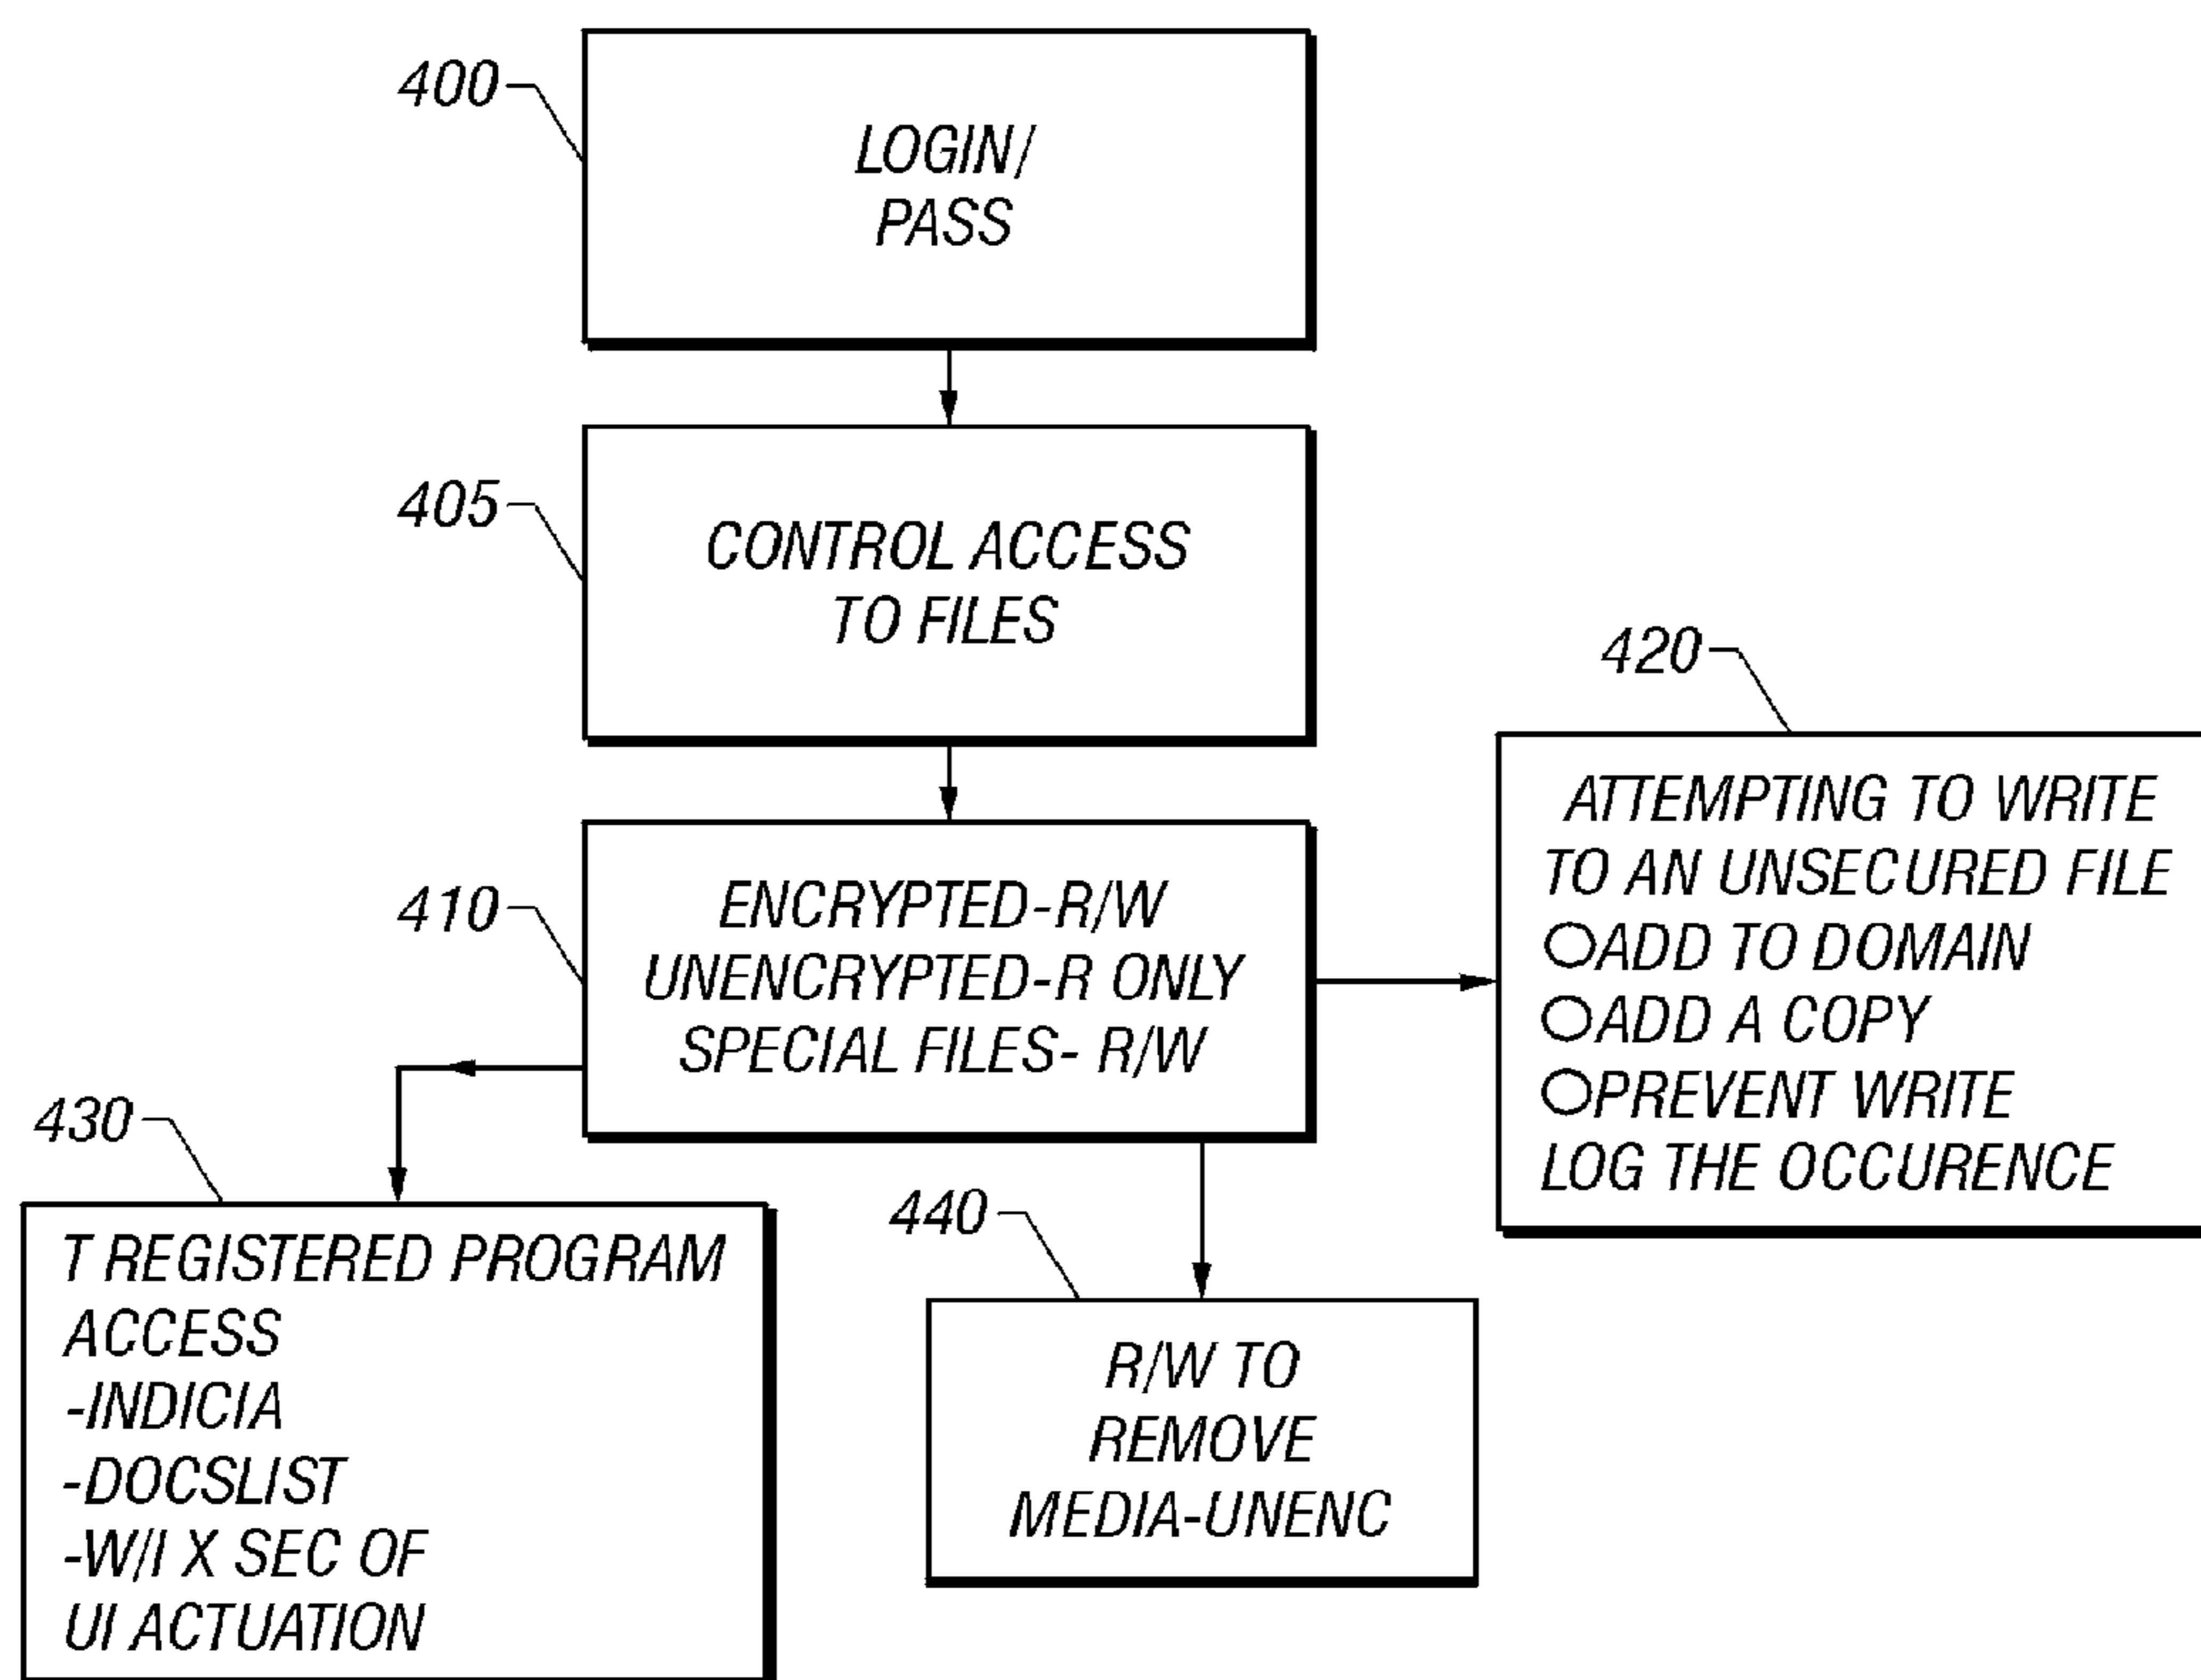 400
LOGIN/
PASS
405
CONTROL ACCESS
TO FILES
420
ATTEMPTING TO WRITE
TO AN UNSECURED FILE
○ADD TO DOMAIN
○ADD A COPY
○PREVENT WRITE
LOG THE OCCURENCE
410
ENCRYPTED-R/W
UNENCRYPTED-R ONLY
SPECIAL FILES- R/W
430
T REGISTERED PROGRAM
ACCESS
-INDICIA
-DOCSLIST
-W/I X SEC OF
UI ACTUATION
440
R/W TO
REMOVE
MEDIA-UNENC